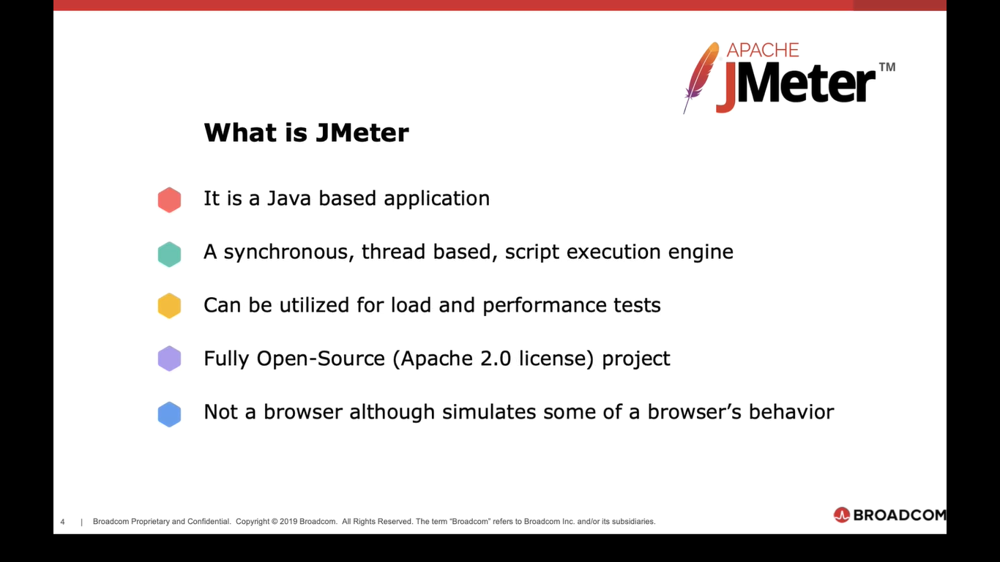 APACHE
JMeter™
What is JMeter
It is a Java based application
A synchronous, thread based, script execution engine
Can be utilized for load and performance tests
Fully Open-Source (Apache 2.0 license) project
Not a browser although simulates some of a browser’s behavior
4 | Broadcom Proprietary and Confidential. Copyright © 2019 Broadcom. All Rights Reserved. The term “Broadcom” refers to Broadcom Inc. and/or its subsidiaries.
BROADCOM